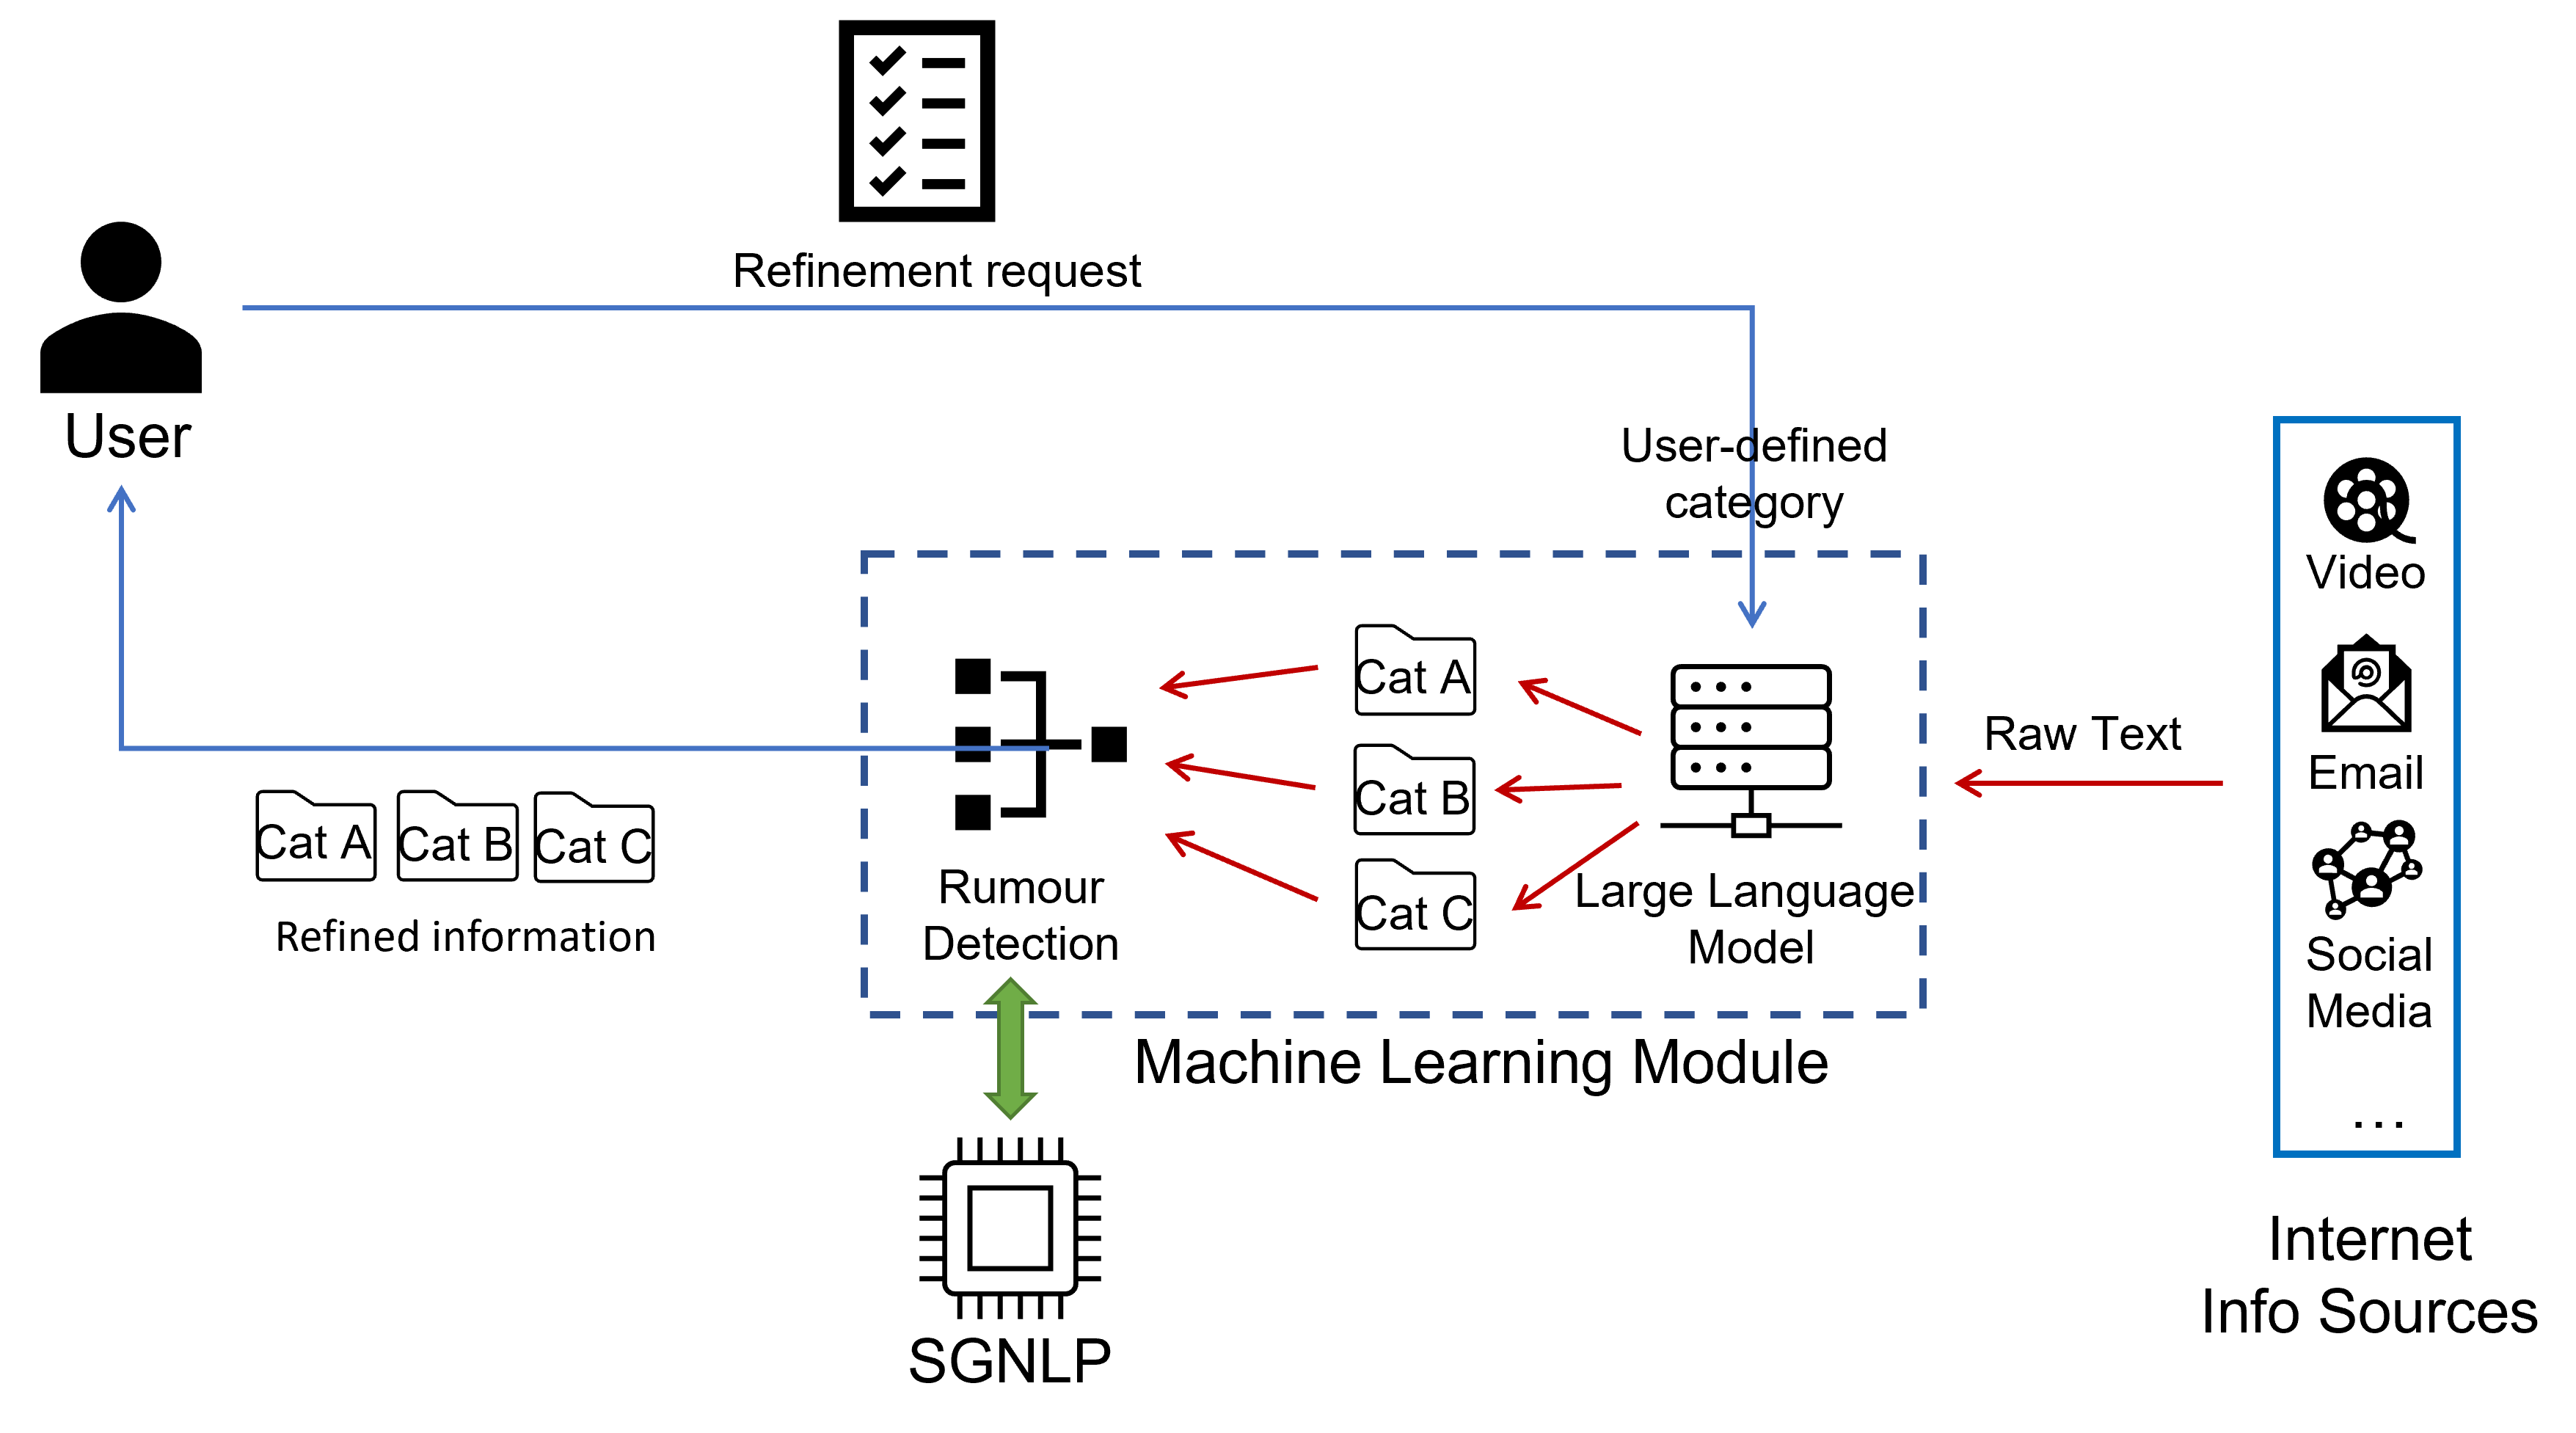 Refinement request
User
User-defined
category
Video
Email
Social
Media
...
Internet
Info Sources
Raw Text
Cat A
Cat B
Cat C
Large Language
Model
Rumour
Detection
Machine Learning Module
SGNLP
Cat A
Cat B
Cat C
Refined information